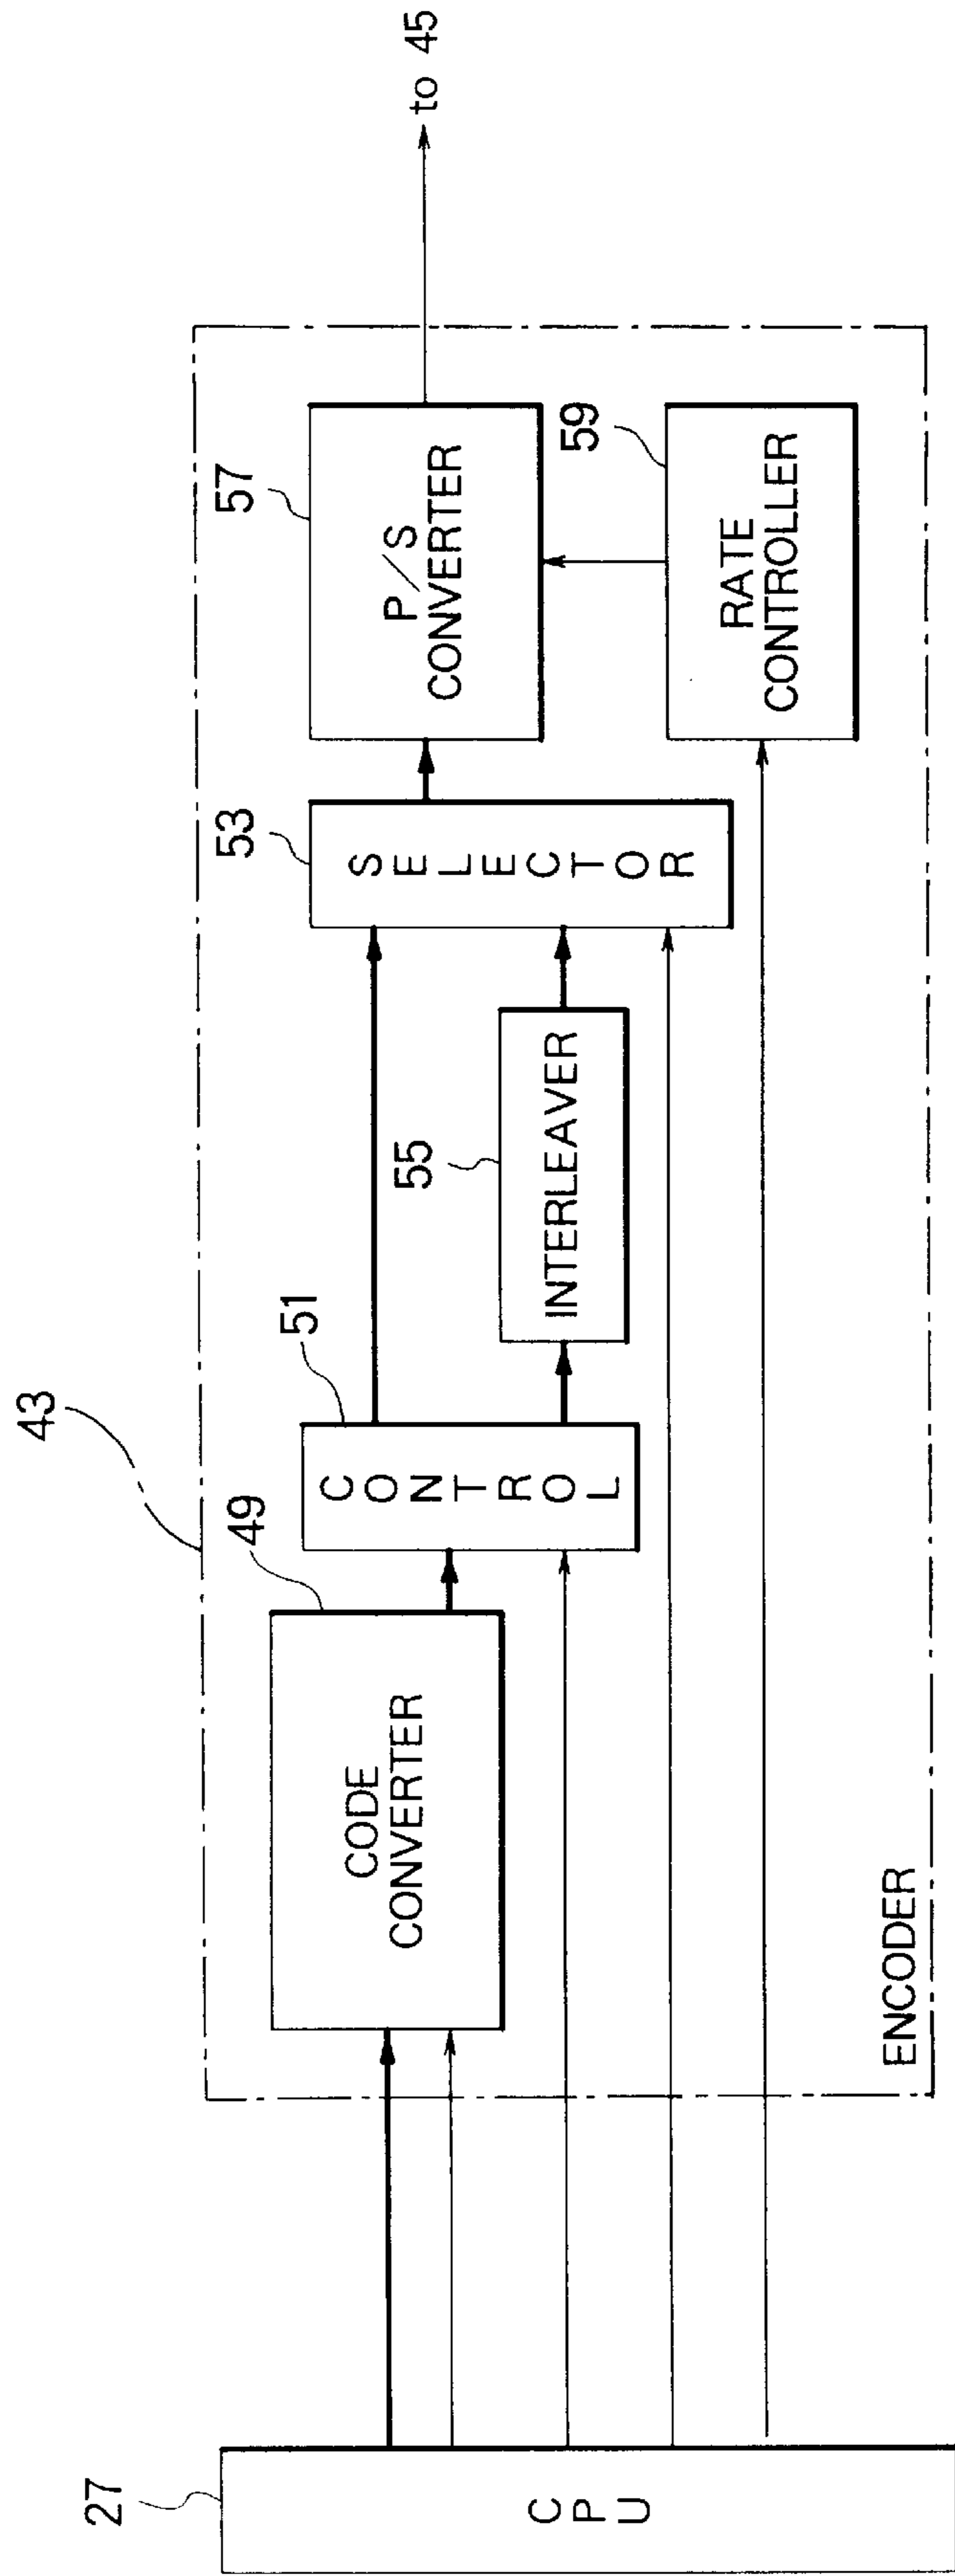 43
27
CPU
49
CODE
CONVERTER
51
CONTROL
55
INTERLEAVER
53
SELECTOR
57
P/S
CONVERTER
59
RATE
CONTROLLER
to 45
ENCODER